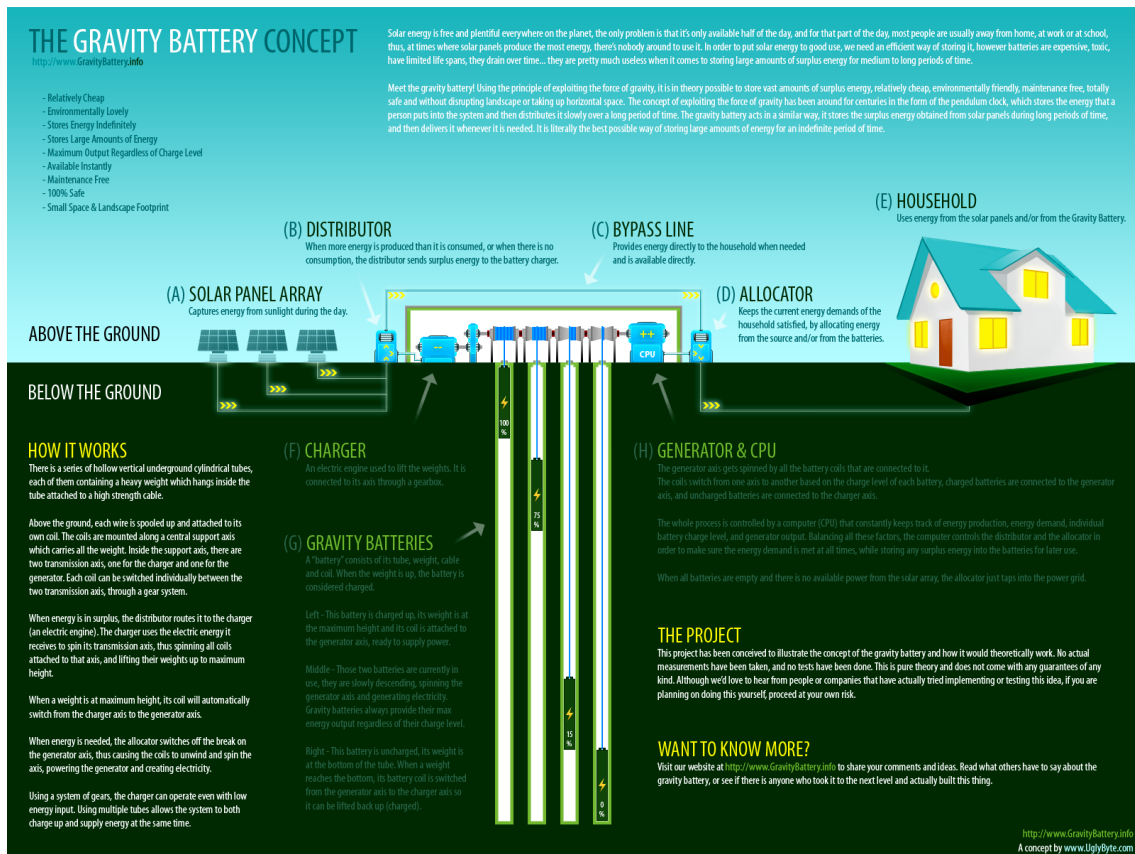 THE GRAVITY BATTERY CONCEPT
http://www.GravityBattery.info
- Relatively Cheap
- Environmentally Lovely
- Stores Energy Indefinitely
- Stores Large Amounts of Energy
- Maximum Output Regardless of Charge Level
- Available Instantly
- Maintenance Free
- 100% Safe
- Small Space & Landscape Footprint
Solar energy is free and plentiful everywhere on the planet, the only problem is that it's only available half of the day, and for that part of the day, most people are usually away from home, at work or at school,
thus, at times where solar panels produce the most energy, there's nobody around to use it. In order to put solar energy to good use, we need an efficient way of storing it, however batteries are expensive, toxic,
have limited life spans, they drain over time... they are pretty much useless when it comes to storing large amounts of surplus energy for medium to long periods of time.
Meet the gravity battery! Using the principle of exploiting the force of gravity, it is in theory possible to store vast amounts of surplus energy, relatively cheap, environmentally friendly, maintenance free, totally
safe and without disrupting landscape or taking up horizontal space. The concept of exploiting the force of gravity has been around for centuries in the form of the pendulum clock, which stores the energy that a
person puts into the system and then distributes it slowly over a long period of time. The gravity battery acts in a similar way, it stores the surplus energy obtained from solar panels during long periods of time,
and then delivers it whenever it is needed. It is literally the best possible way of storing large amounts of energy for an indefinite period of time.
(E) HOUSEHOLD
Uses energy from the solar panels and/or from the Gravity Battery.
(B) DISTRIBUTOR
When more energy is produced than it is consumed, or when there is no
consumption, the distributor sends surplus energy to the battery charger.
(C) BYPASS LINE
Provides energy directly to the household when needed
and is available directly.
(A) SOLAR PANEL ARRAY
Captures energy from sunlight during the day.
(D) ALLOCATOR
Keeps the current energy demands of the
household satisfied, by allocating energy
from the source and/or from the batteries.
ABOVE THE GROUND
--
++
CPU
BELOW THE GROUND
100
%
75
%
15
%
0
%
HOW IT WORKS
There is a series of hollow vertical underground cylindrical tubes,
each of them containing a heavy weight which hangs inside the
tube attached to a high strength cable.
Above the ground, each wire is spooled up and attached to its
own coil. The coils are mounted along a central support axis
which carries all the weight. Inside the support axis, there are
two transmission axis, one for the charger and one for the
generator. Each coil can be switched individually between the
two transmission axis, through a gear system.
When energy is in surplus, the distributor routes it to the charger
(an electric engine). The charger uses the electric energy it
receives to spin its transmission axis, thus spinning all coils
attached to that axis, and lifting their weights up to maximum
height.
When a weight is at maximum height, its coil will automatically
switch from the charger axis to the generator axis.
When energy is needed, the allocator switches off the break on
the generator axis, thus causing the coils to unwind and spin the
axis, powering the generator and creating electricity.
Using a system of gears, the charger can operate even with low
energy input. Using multiple tubes allows the system to both
charge up and supply energy at the same time.
(F) CHARGER
An electric engine used to lift the weights. It is
connected to its axis through a gearbox.
(G) GRAVITY BATTERIES
A "battery" consists of its tube, weight, cable
and coil. When the weight is up, the battery is
considered charged.
Left - This battery is charged up, its weight is at
the maximum height and its coil is attached to
the generator axis, ready to supply power.
Middle - Those two batteries are currently in
use, they are slowly descending, spinning the
generator axis and generating electricity.
Gravity batteries always provide their max
energy output regardless of their charge level.
Right - This battery is uncharged, its weight is
at the bottom of the tube. When a weight
reaches the bottom, its battery coil is switched
from the generator axis to the charger axis so
it can be lifted back up (charged).
(H) GENERATOR & CPU
The generator axis gets spinned by all the battery coils that are connected to it.
The coils switch from one axis to another based on the charge level of each battery, charged batteries are connected to the generator
axis, and uncharged batteries are connected to the charger axis.
The whole process is controlled by a computer (CPU) that constantly keeps track of energy production, energy demand, individual
battery charge level, and generator output. Balancing all these factors, the computer controls the distributor and the allocator in
order to make sure the energy demand is met at all times, while storing any surplus energy into the batteries for later use.
When all batteries are empty and there is no available power from the solar array, the allocator just taps into the power grid.
THE PROJECT
This project has been conceived to illustrate the concept of the gravity battery and how it would theoretically work. No actual
measurements have been taken, and no tests have been done. This is pure theory and does not come with any guarantees of any
kind. Although we'd love to hear from people or companies that have actually tried implementing or testing this idea, if you are
planning on doing this yourself, proceed at your own risk.
WANT TO KNOW MORE?
Visit our website at http://www.GravityBattery.info to share your comments and ideas. Read what others have to say about the
gravity battery, or see if there is anyone who took it to the next level and actually built this thing.
http://www.GravityBattery.info
A concept by www.UglyByte.com